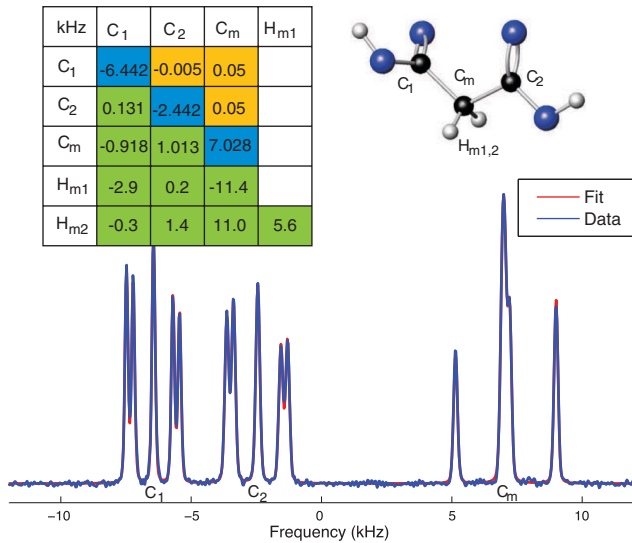 kHz C1 C2 Cm Hm1
C1 -6.442 -0.005 0.05
C2 0.131 -2.442 0.05
Cm -0.918 1.013 7.028
Hm1 -2.9 0.2 -11.4
Hm2 -0.3 1.4 11.0 5.6
C1 Cm C2
Hm1,2
Fit
Data
C1 C2 Cm
−10 −5 0 5 10
Frequency (kHz)